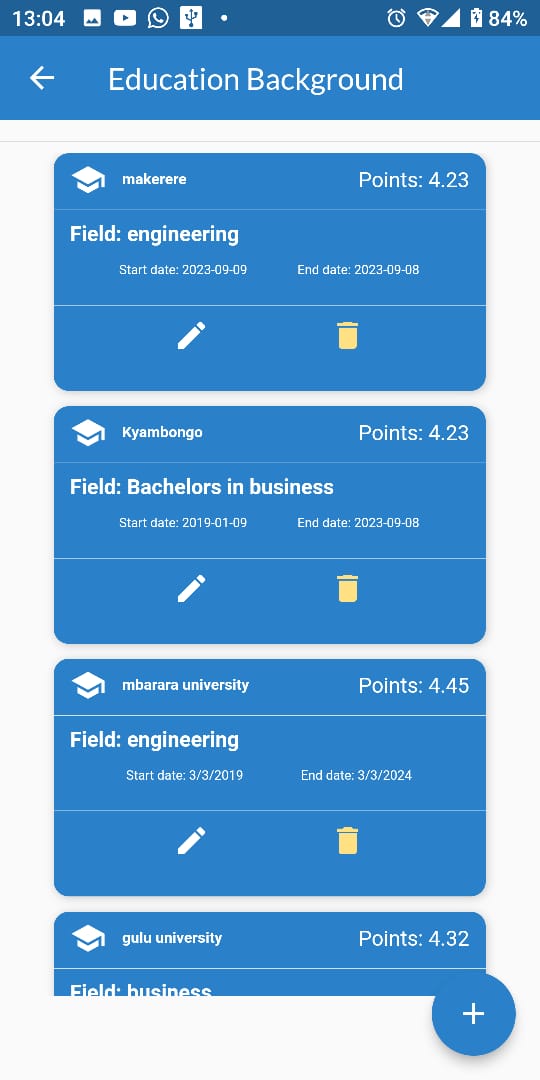 13:04 84%
Education Background
makerere Points: 4.23
Field: engineering
Start date: 2023-09-09 End date: 2023-09-08
Kyambongo Points: 4.23
Field: Bachelors in business
Start date: 2019-01-09 End date: 2023-09-08
mbarara university Points: 4.45
Field: engineering
Start date: 3/3/2019 End date: 3/3/2024
gulu university Points: 4.32
Field: business